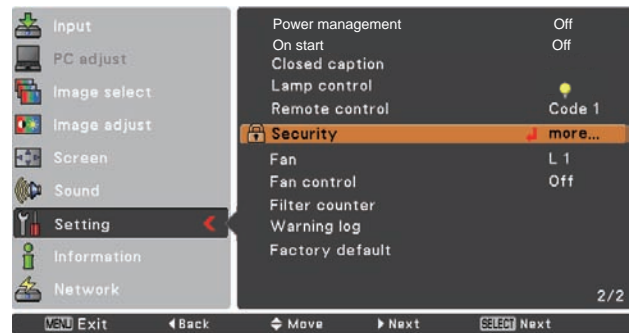 Input
PC adjust
Image select
Image adjust
Screen
Sound
Setting
Information
Network
Power management Off
On start Off
Closed caption
Lamp control
Remote control Code 1
Security more...
Fan L 1
Fan control Off
Filter counter
Warning log
Factory default
2/2
MENU Exit Back Move Next SELECT Next